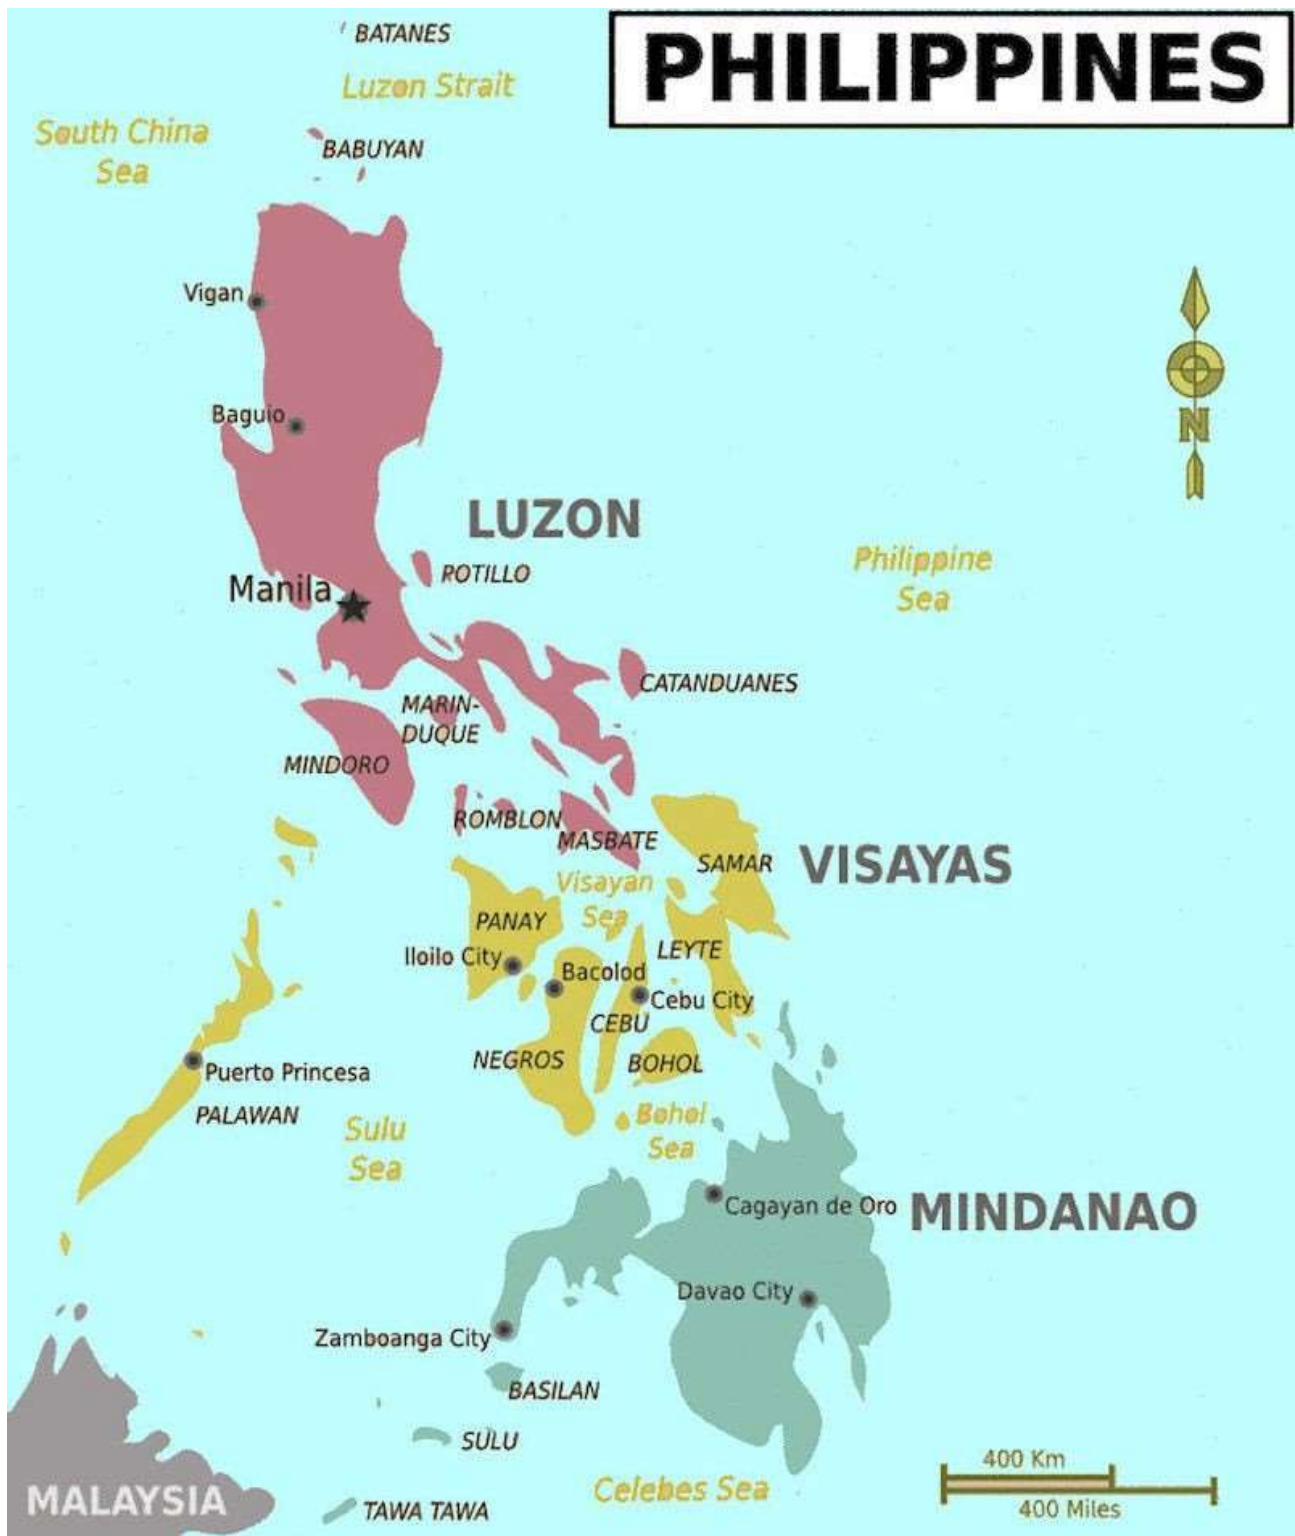 BATANES
PHILIPPINES
Luzon Strait
South China
Sea
BABUYAN
Vigan
Baguio
N
LUZON
Philippine
Sea
ROTILLO
Manila
CATANDUANES
MARIN-
DUQUE
MINDORO
ROMBLON
MASBATE
SAMAR
VISAYAS
Visayan
Sea
PANAY
LEYTE
Iloilo City
Bacolod
Cebu City
CEBU
NEGROS
BOHOL
Puerto Princesa
PALAWAN
Sulu
Sea
Bohol
Sea
Cagayan de Oro
MINDANAO
Davao City
Zamboanga City
BASILAN
SULU
400 Km
400 Miles
Celebes Sea
MALAYSIA
TAWA TAWA